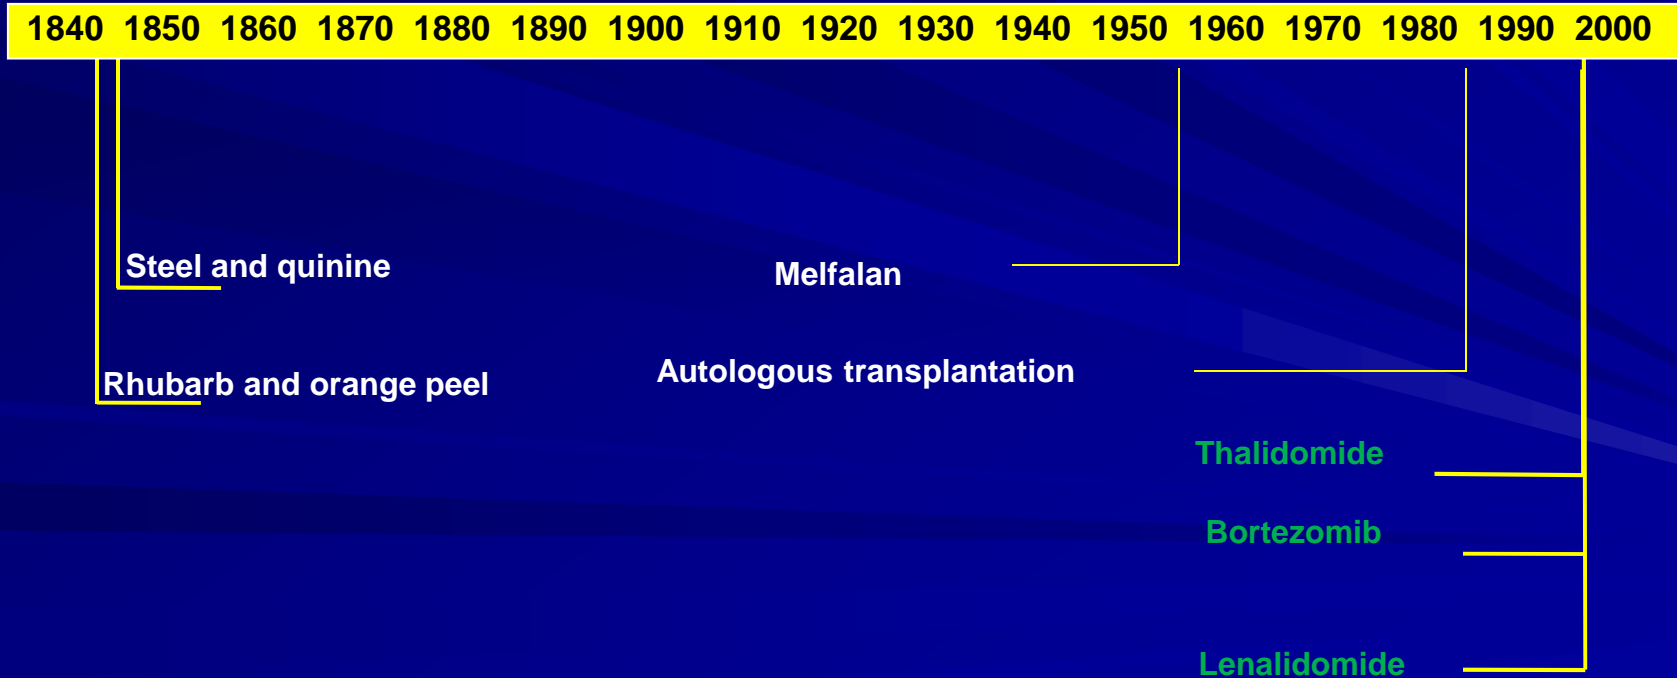 1840 1850 1860 1870 1880 1890 1900 1910 1920 1930 1940 1950 1960 1970 1980 1990 2000
Steel and quinine
Melfalan
Rhubarb and orange peel
Autologous transplantation
Thalidomide
Bortezomib
Lenalidomide